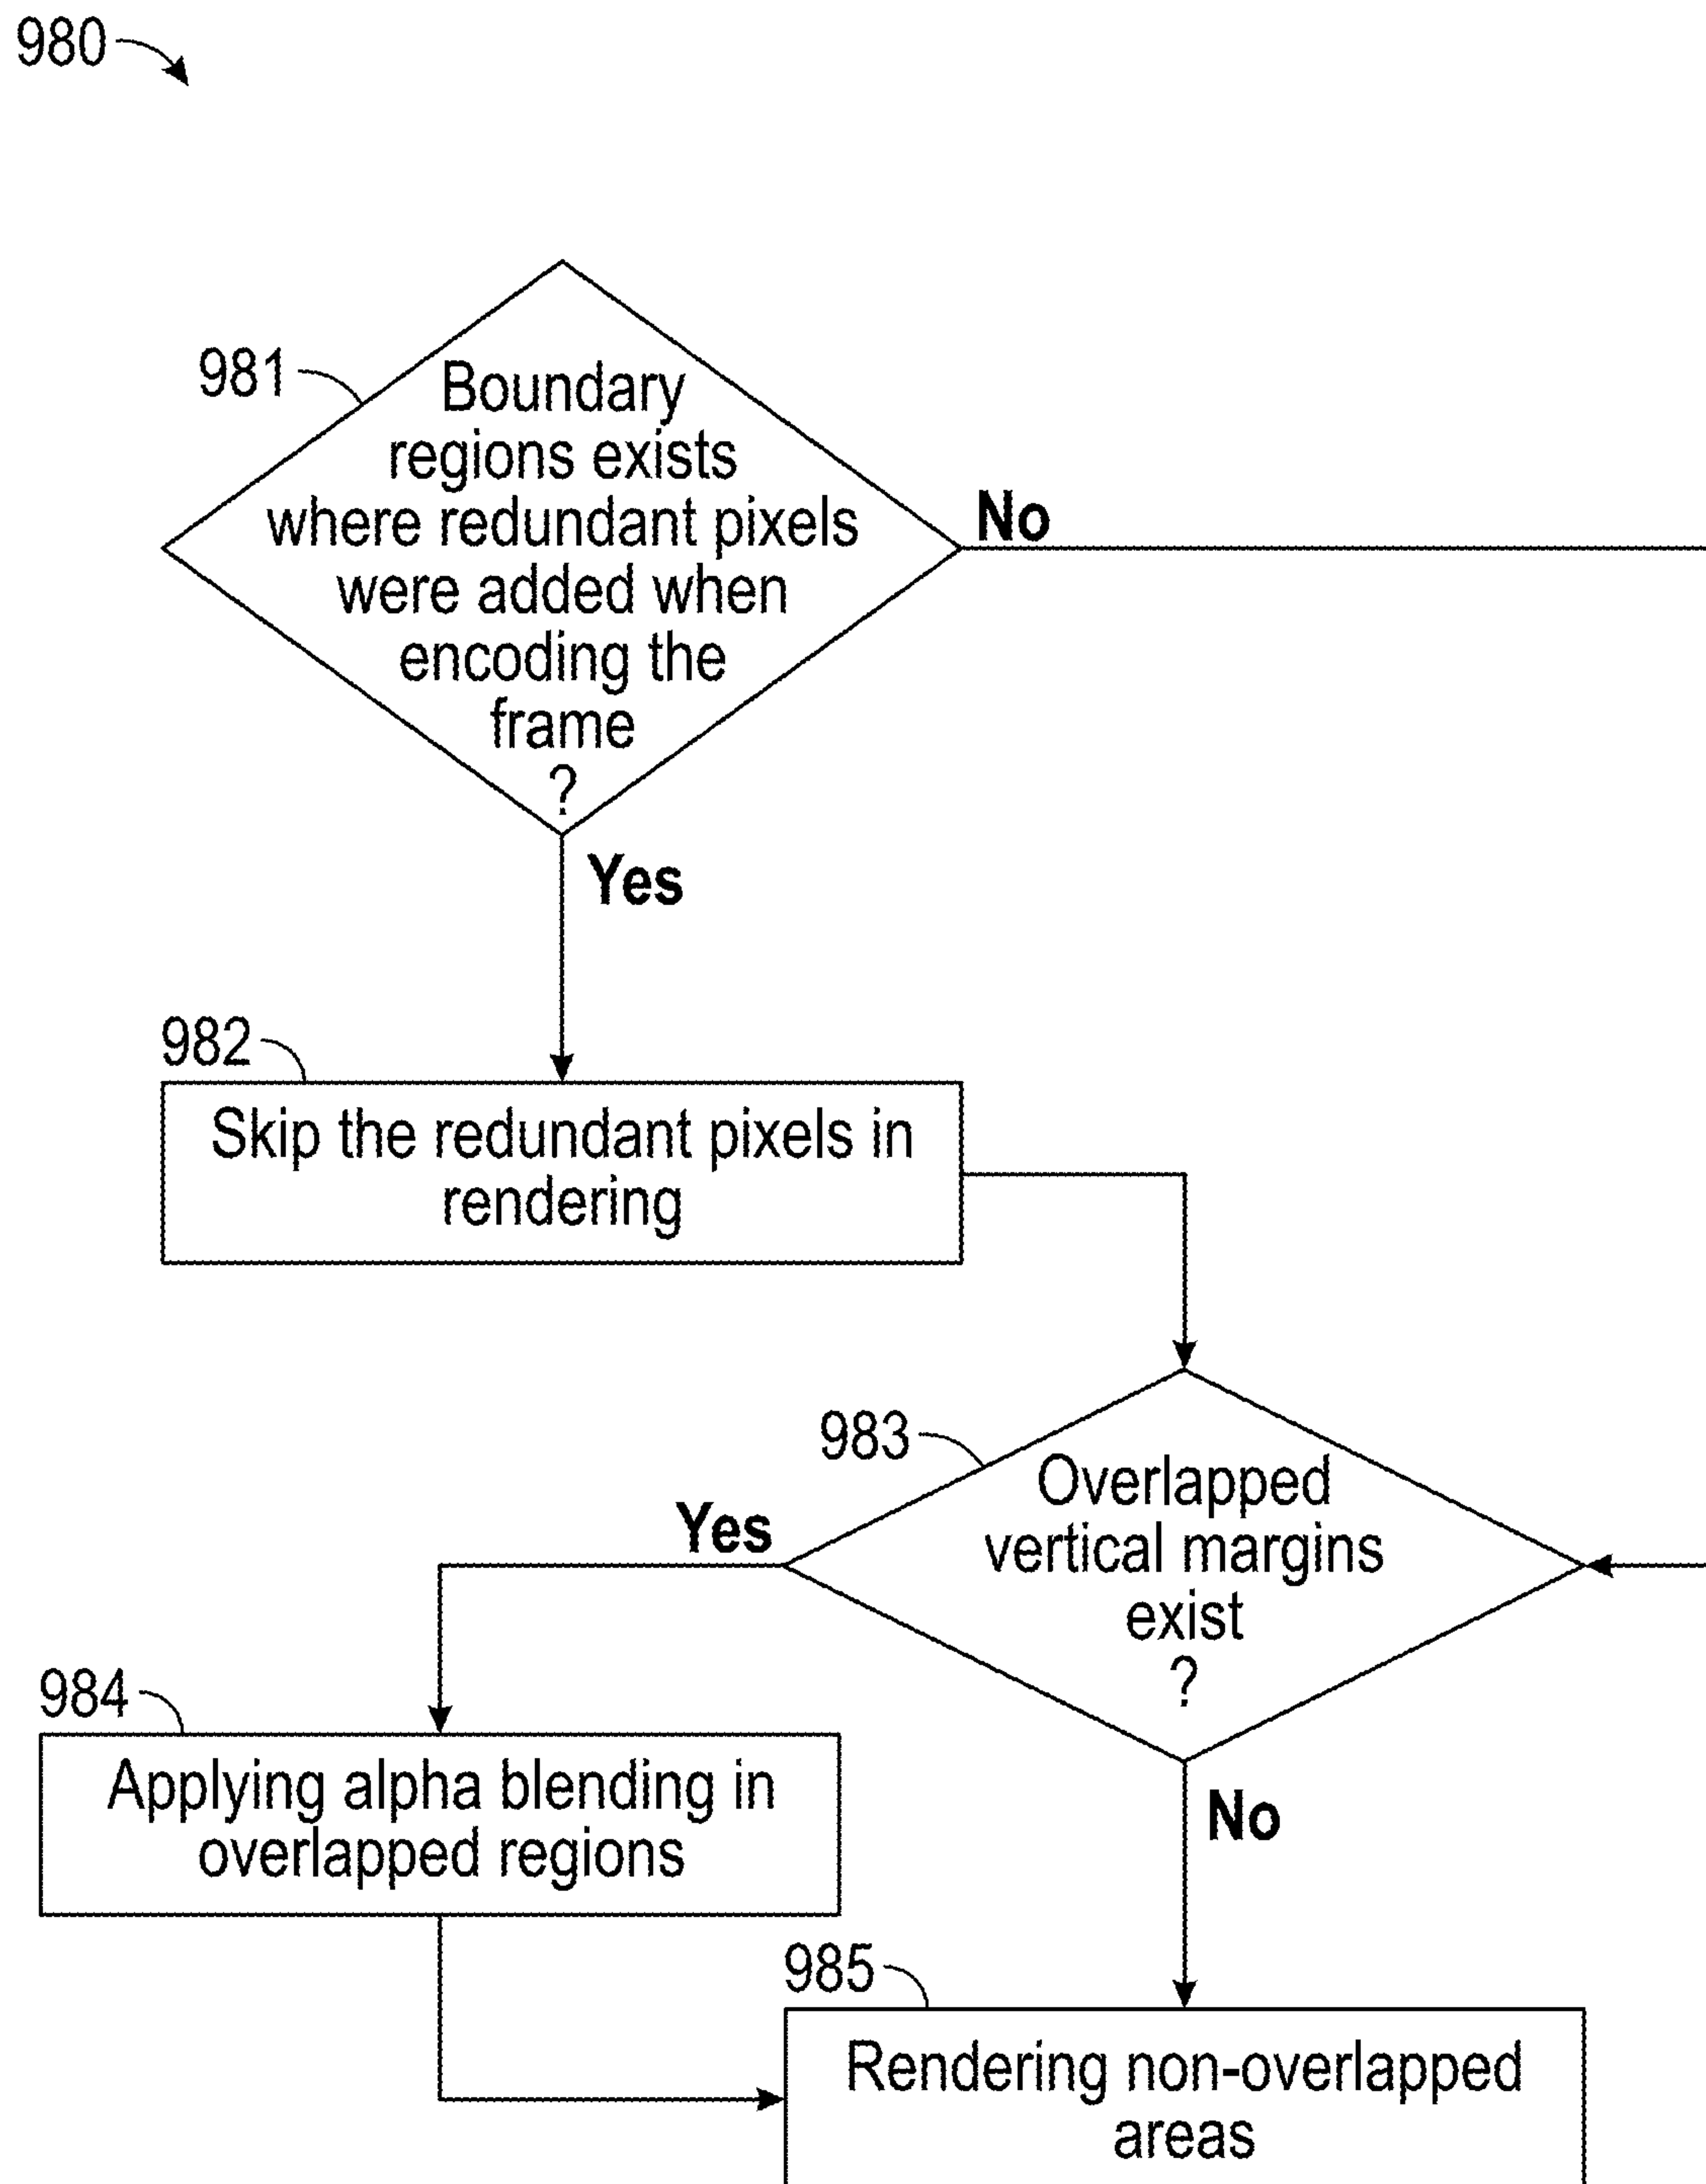 980
981
Boundary
regions exists
where redundant pixels
were added when
encoding the
frame
?
No
Yes
982
Skip the redundant pixels in
rendering
983
Overlapped
vertical margins
exist
?
Yes
No
984
Applying alpha blending in
overlapped regions
985
Rendering non-overlapped
areas